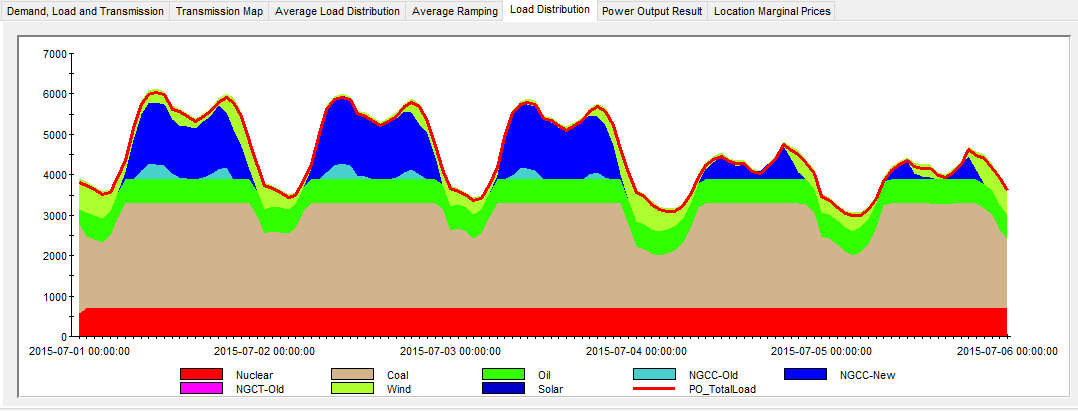 Demand, Load and Transmission Transmission Map Average Load Distribution Average Ramping Load Distribution Power Output Result Location Marginal Prices
7000
6000
5000
4000
3000
2000
1000
0
2015-07-01 00:00:00 2015-07-02 00:00:00 2015-07-03 00:00:00 2015-07-04 00:00:00 2015-07-05 00:00:00 2015-07-06 00:00:00
Nuclear Coal Oil NGCC-Old NGCC-New
NGCT-Old Wind Solar PO_TotalLoad